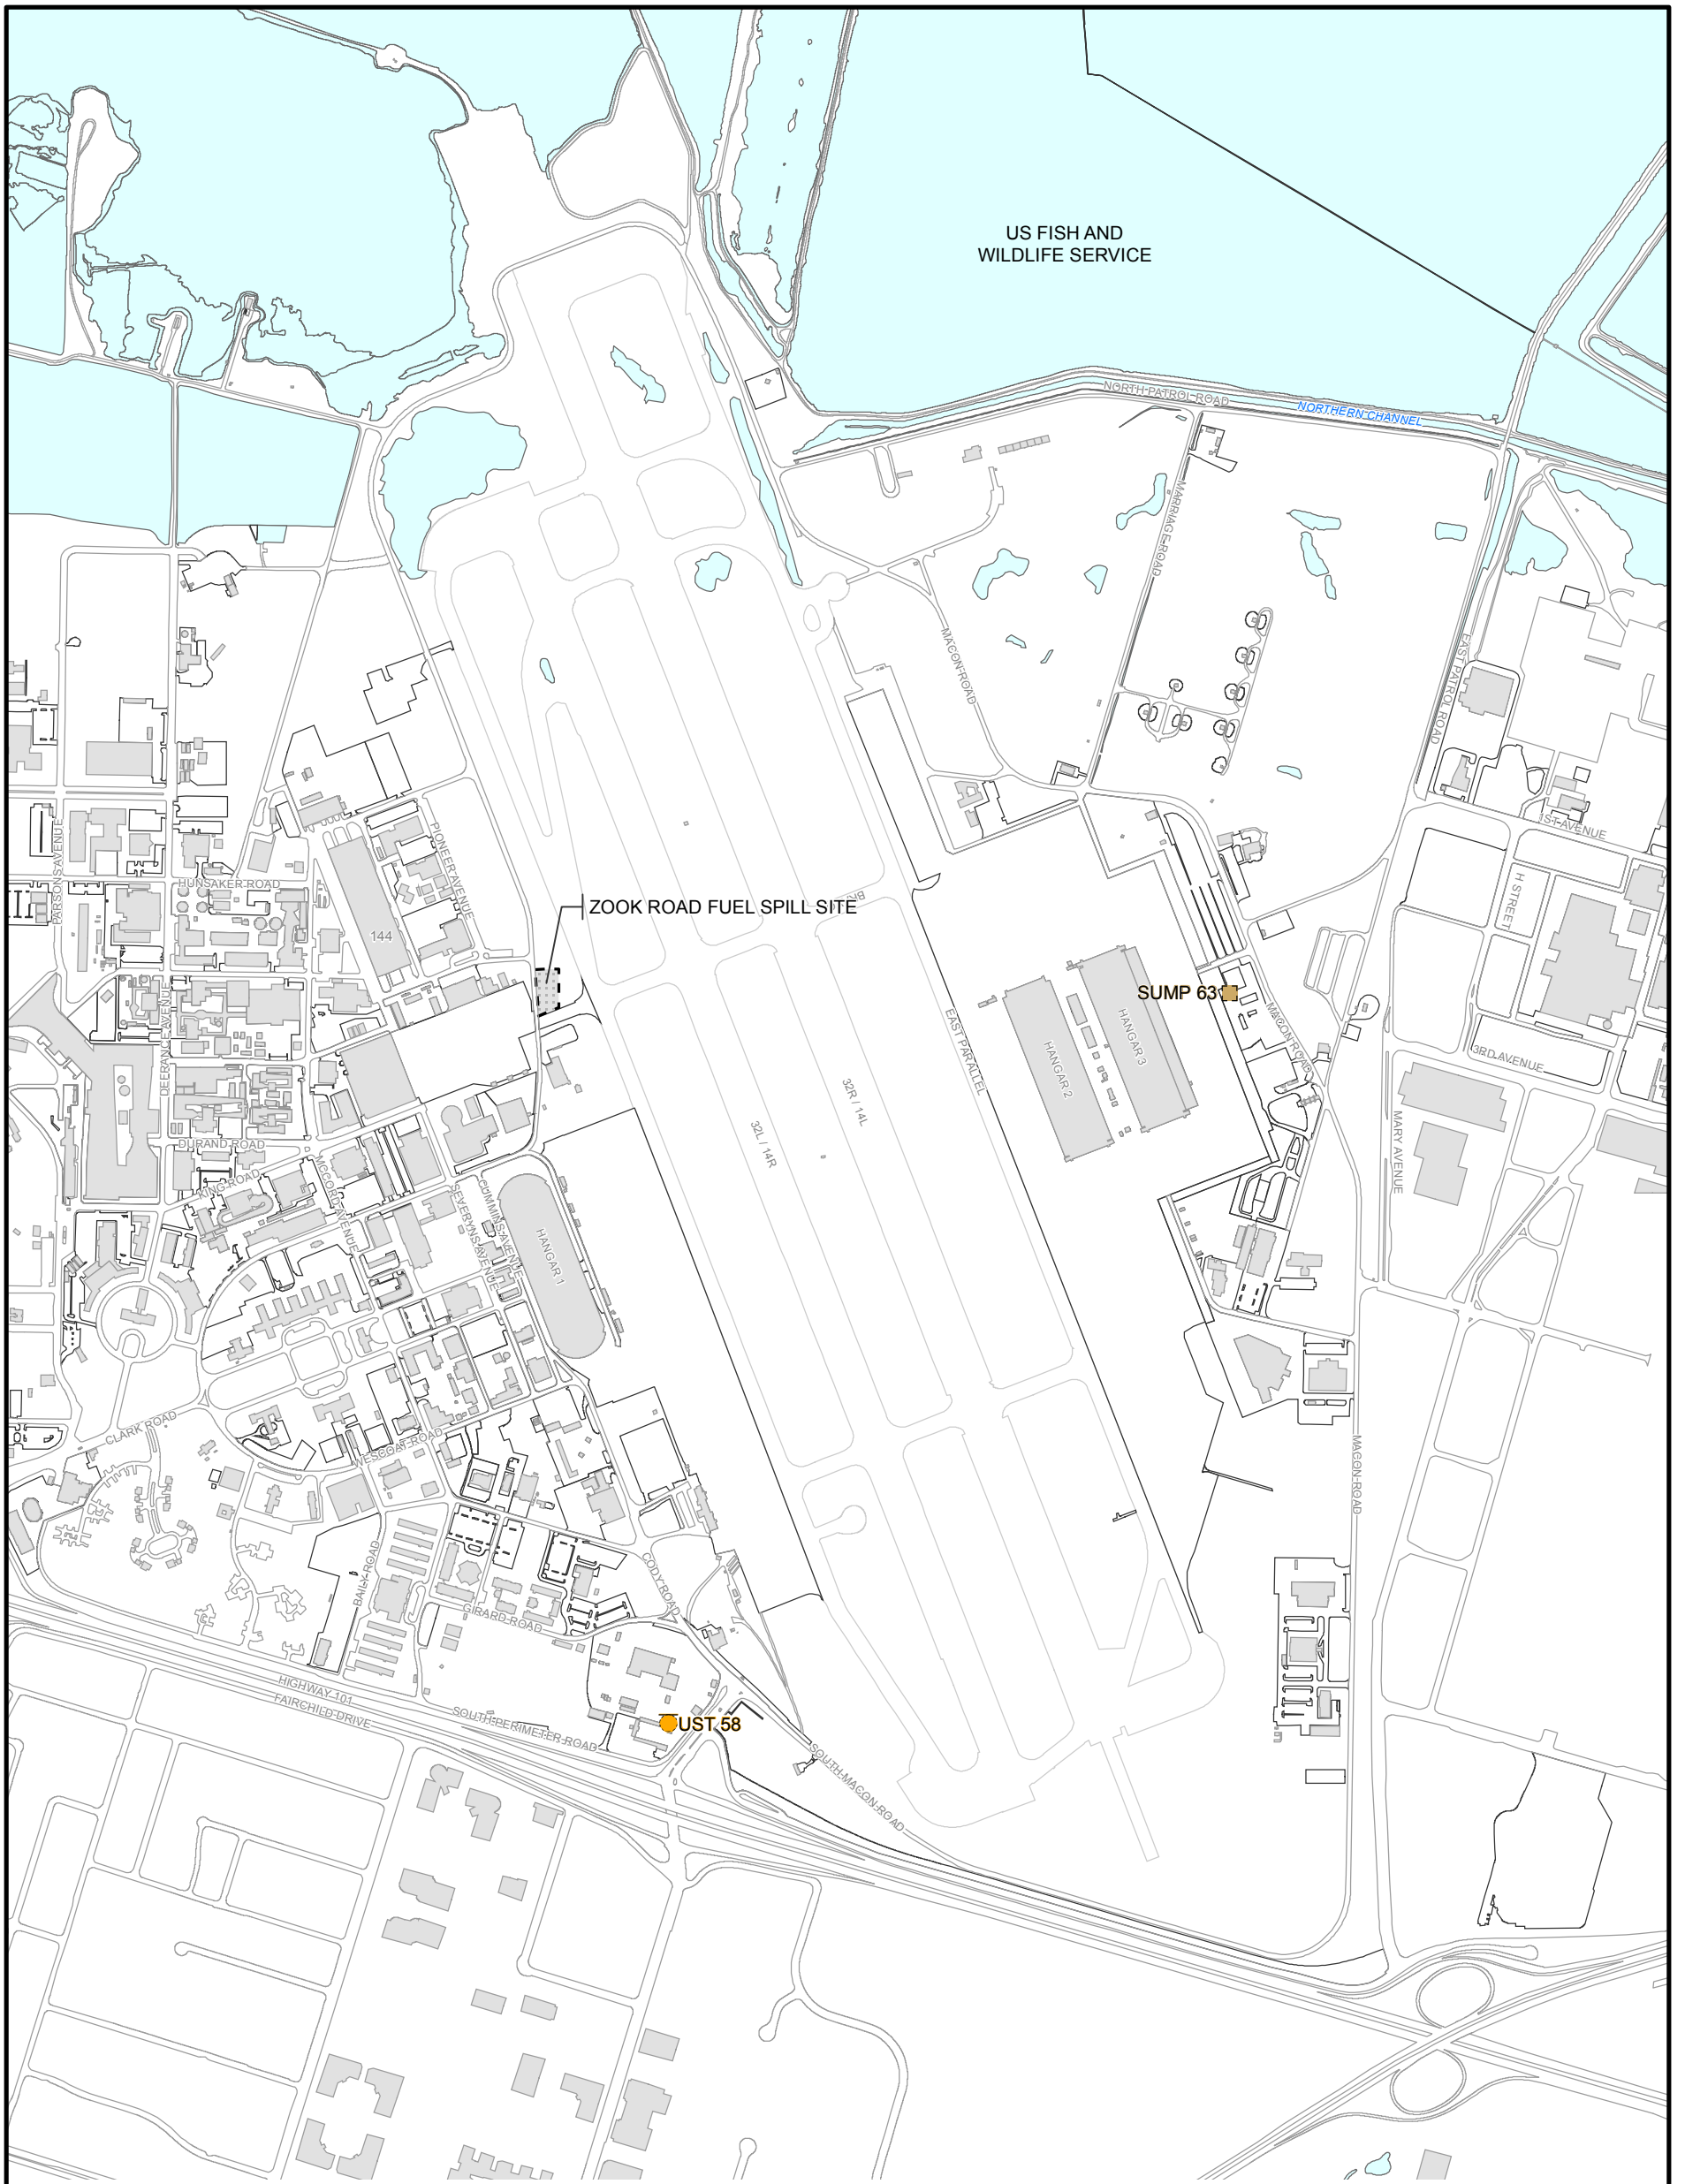 US FISH AND
WILDLIFE SERVICE
NORTH PATROL ROAD
NORTHERN CHANNEL
MARRIAGE ROAD
MACON ROAD
EAST PATROL ROAD
1ST AVENUE
PIONEER AVENUE
PARSONS AVENUE
HUNSAKER ROAD
H STREET
ZOOK ROAD FUEL SPILL SITE
144
SUMP 63
DEFRANCE AVENUE
EAST PARALLEL
HANGAR 3
HANGAR 2
MACON ROAD
3RD AVENUE
32R / 14L
32L / 14R
MARY AVENUE
DURAND ROAD
KING ROAD
MCCORD AVENUE
SEVERYNS AVENUE
CUMMINS AVENUE
HANGAR 1
CLARK ROAD
WESCOAT ROAD
MACON ROAD
BAILY ROAD
CODY ROAD
GIRARD ROAD
HIGHWAY 101
FAIRCHILD DRIVE
SOUTH PERIMETER ROAD
UST 58
SOUTH MACON ROAD